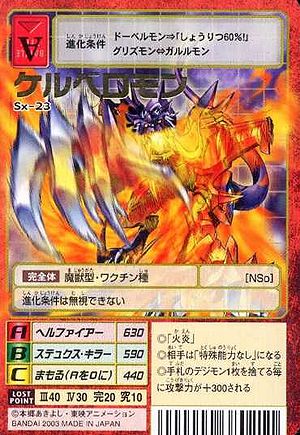 進化条件
ドーベルモン⇒「しょうりつ60%!」
グリズモン⇔ガルルモン
ケルベロモン
Sx-23
完全体 魔獣型・ワクチン種 [NSo]
進化条件は無視できない
A ヘルファイアー 630
B ステュクス・キラー 590
C まもる(Aを0に) 440
◎「火炎」
◎相手は「特殊能力なし」になる
◎手札のデジモン1枚を捨てる毎
に攻撃力が+300される
LOST POINT Ⅲ40 Ⅳ30 完20 究10
©本郷あきよし・東映アニメーション
BANDAI 2003 MADE IN JAPAN